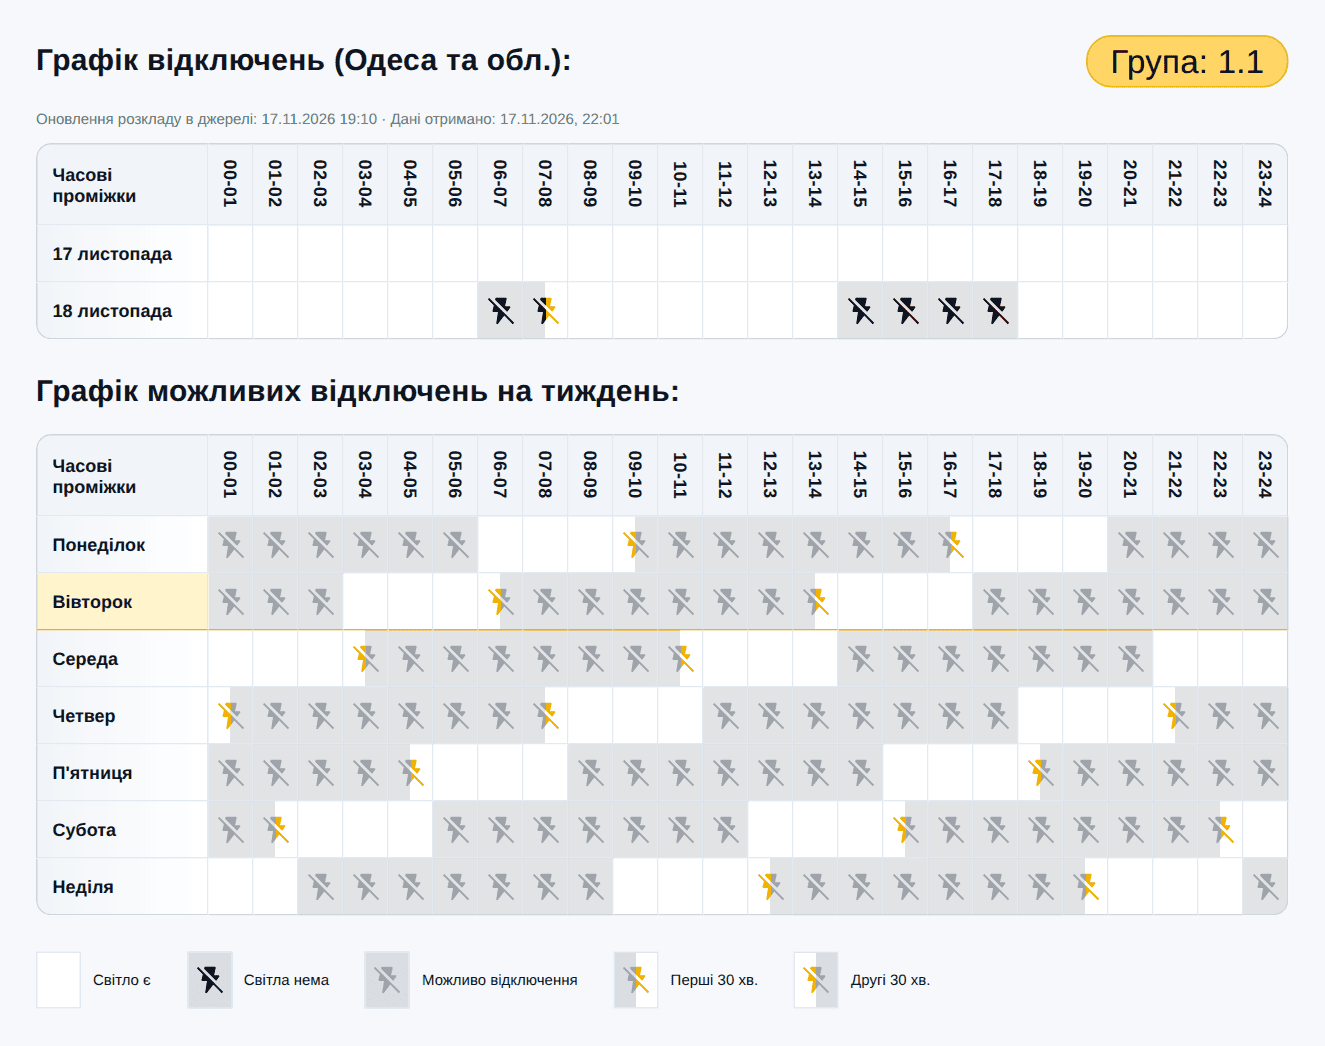 Графік відключень (Одеса та обл.):
Група: 1.1
Оновлення розкладу в джерелі: 17.11.2026 19:10 · Дані отримано: 17.11.2026, 22:01
Часові проміжки 00-01 01-02 02-03 03-04 04-05 05-06 06-07 07-08 08-09 09-10 10-11 11-12 12-13 13-14 14-15 15-16 16-17 17-18 18-19 19-20 20-21 21-22 22-23 23-24
17 листопада
18 листопада
Графік можливих відключень на тиждень:
Часові проміжки 00-01 01-02 02-03 03-04 04-05 05-06 06-07 07-08 08-09 09-10 10-11 11-12 12-13 13-14 14-15 15-16 16-17 17-18 18-19 19-20 20-21 21-22 22-23 23-24
Понеділок
Вівторок
Середа
Четвер
П'ятниця
Субота
Неділя
Світло є Світла нема Можливо відключення Перші 30 хв. Другі 30 хв.